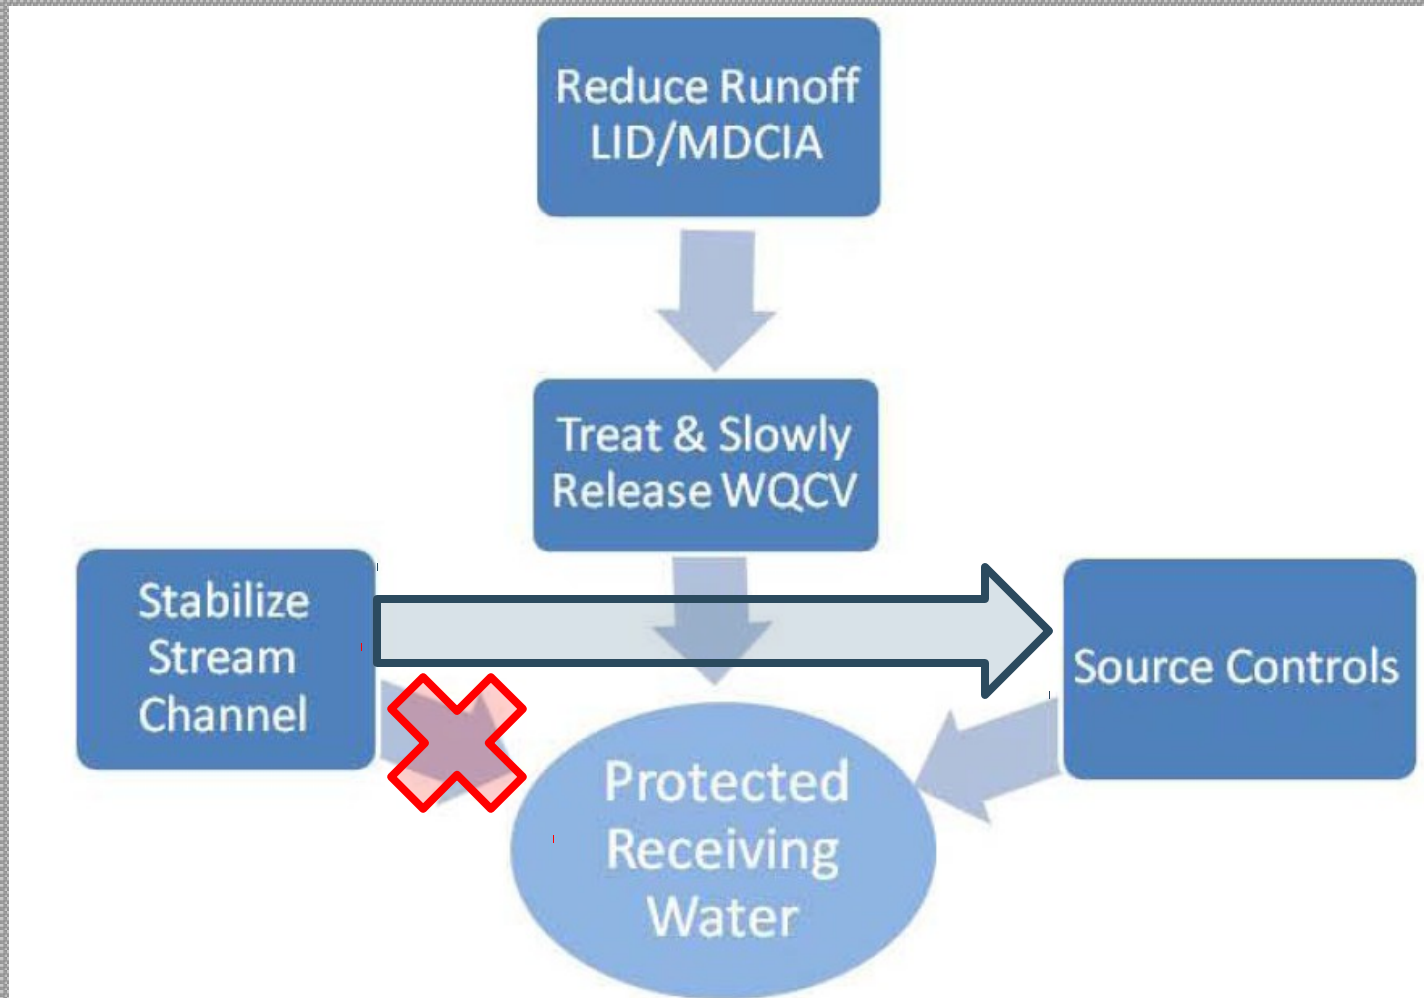 Reduce Runoff
LID/MDCIA
Treat & Slowly
Release WQCV
Stabilize
Stream
Channel
Source Controls
Protected
Receiving
Water